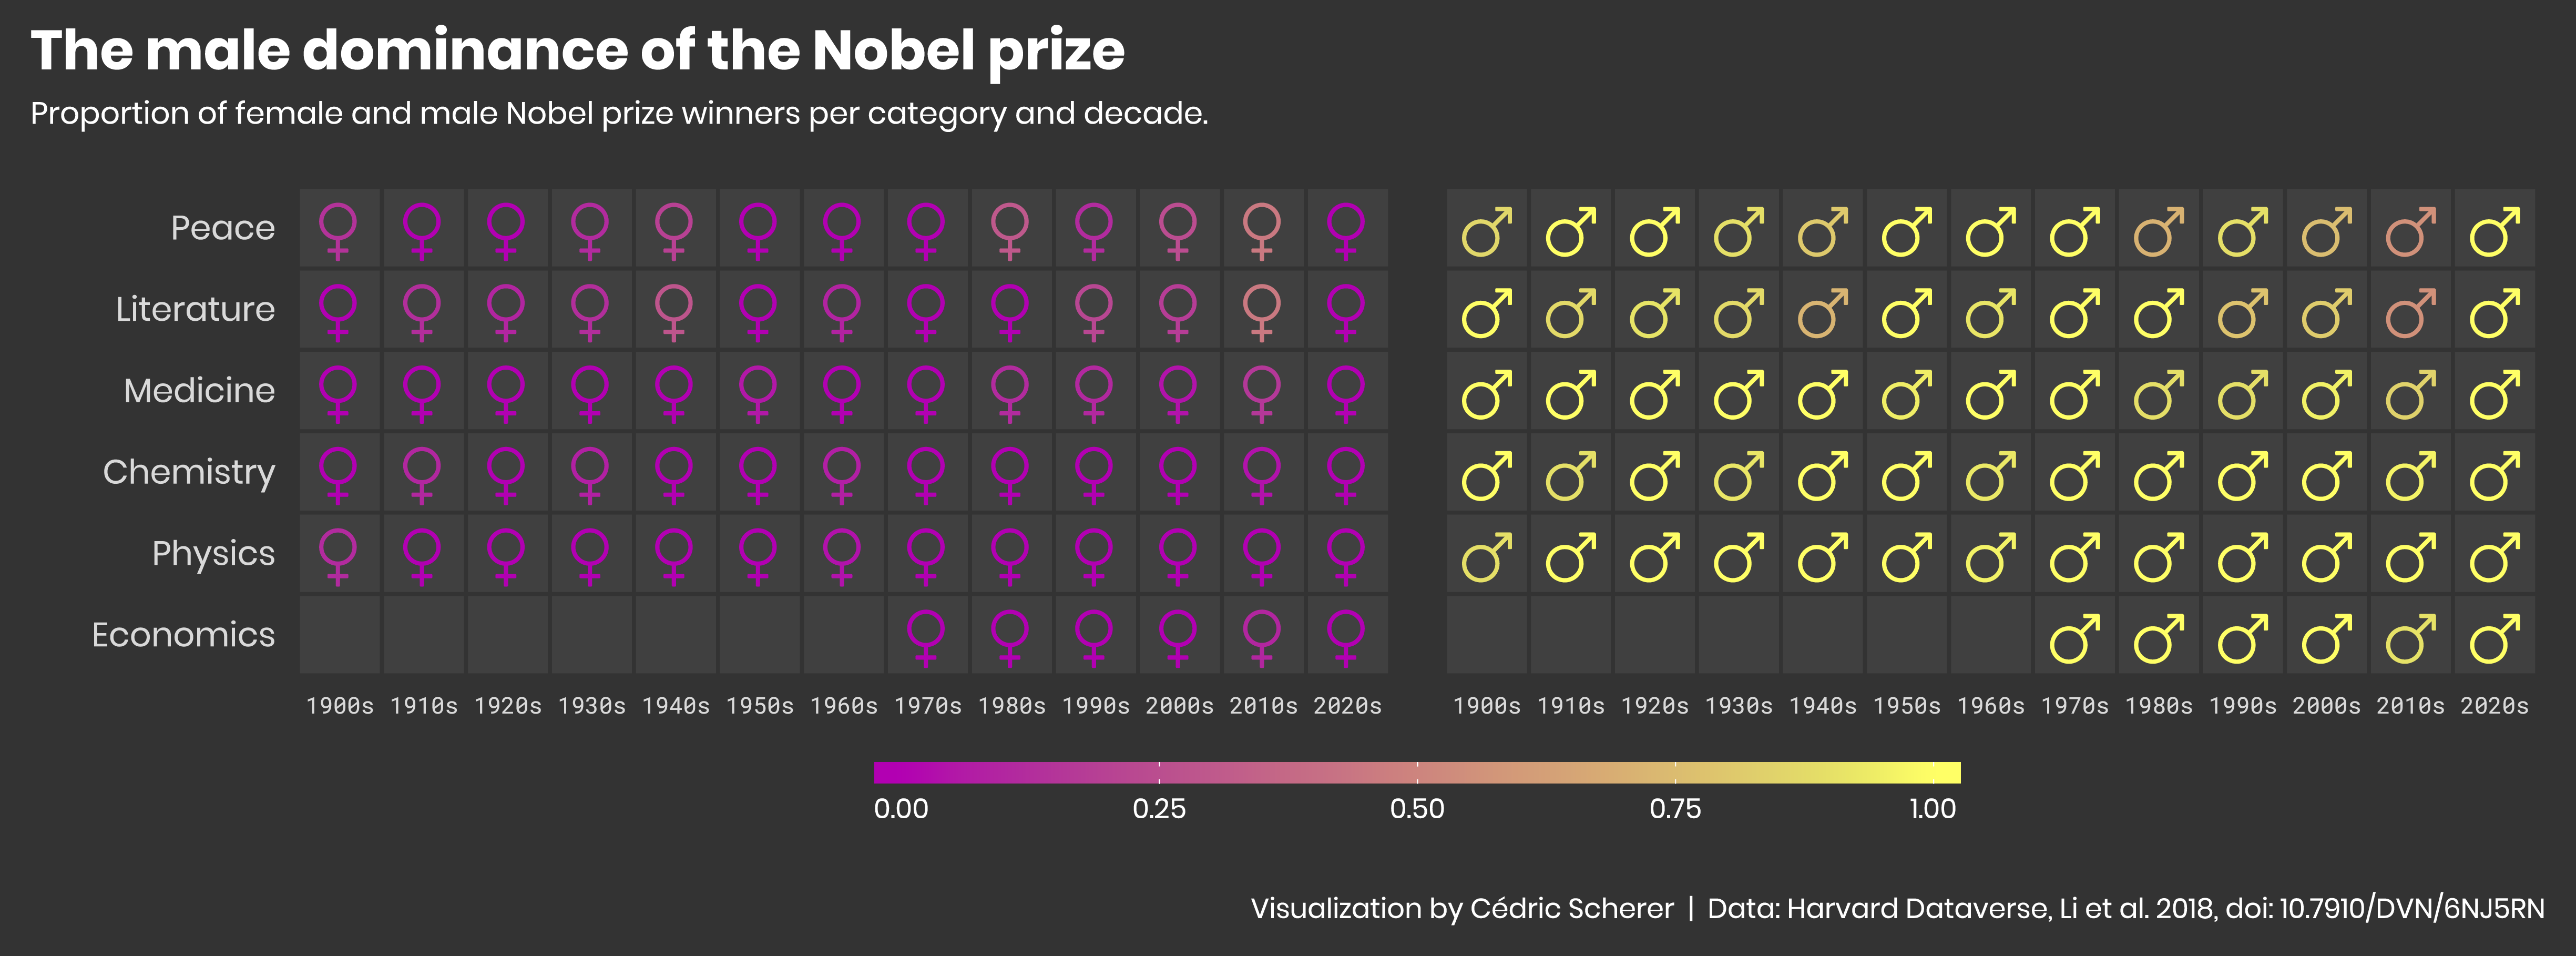 The male dominance of the Nobel prize
Proportion of female and male Nobel prize winners per category and decade.
Peace
Literature
Medicine
Chemistry
Physics
Economics
1900s 1910s 1920s 1930s 1940s 1950s 1960s 1970s 1980s 1990s 2000s 2010s 2020s 1900s 1910s 1920s 1930s 1940s 1950s 1960s 1970s 1980s 1990s 2000s 2010s 2020s
0.00 0.25 0.50 0.75 1.00
Visualization by Cédric Scherer | Data: Harvard Dataverse, Li et al. 2018, doi: 10.7910/DVN/6NJ5RN